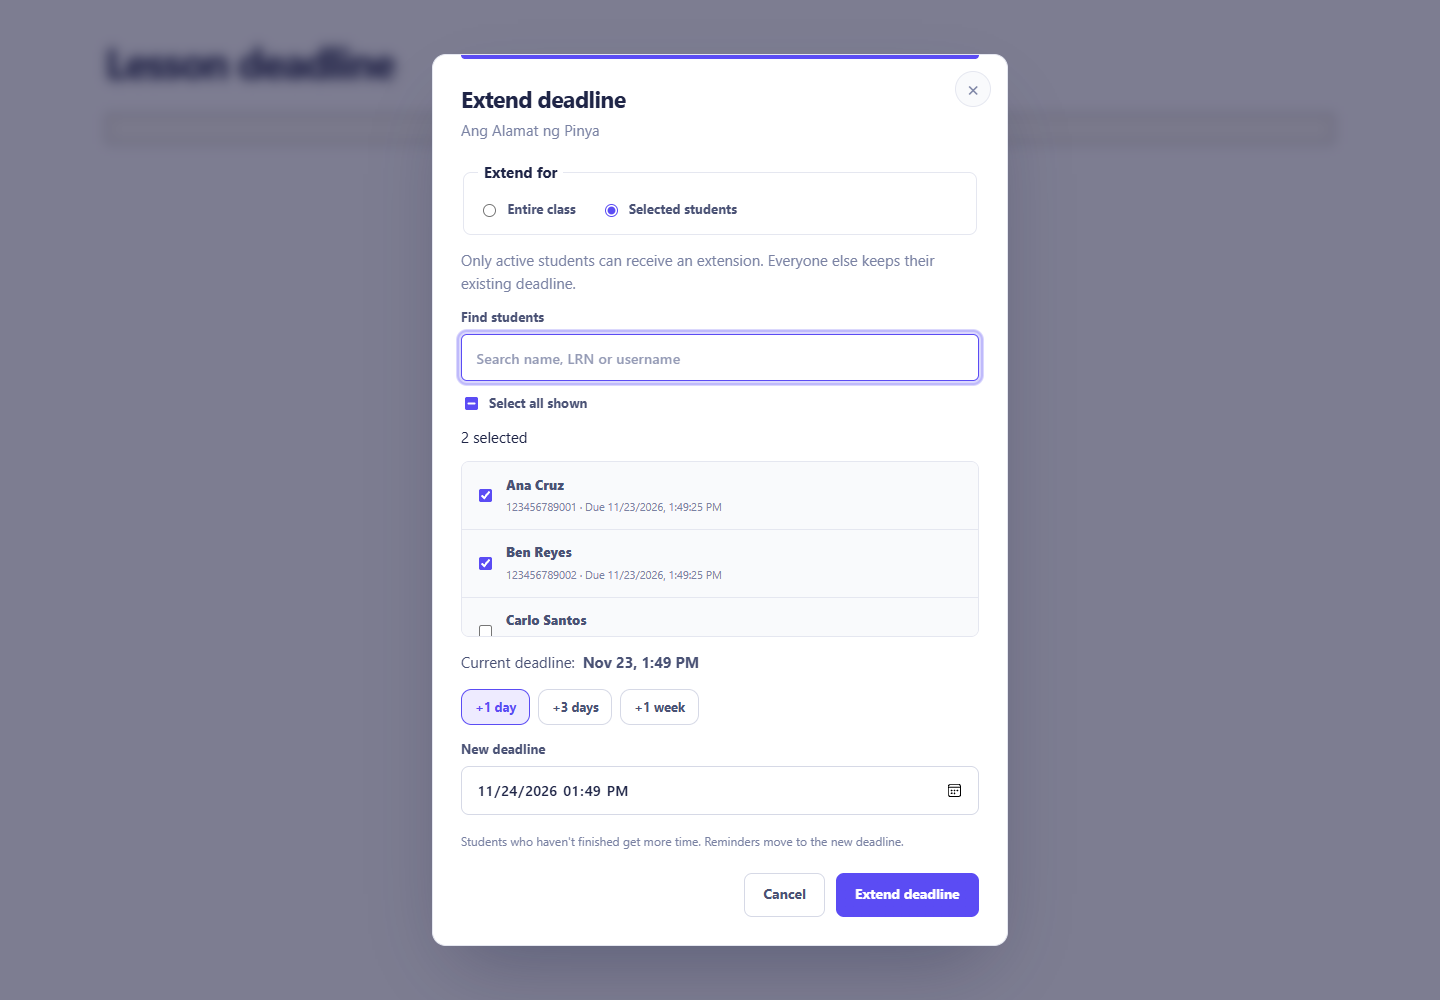 Lesson deadline
Extend deadline
Ang Alamat ng Pinya
Extend for
Entire class
Selected students
Only active students can receive an extension. Everyone else keeps their
existing deadline.
Find students
Search name, LRN or username
Select all shown
2 selected
Ana Cruz
123456789001 · Due 11/23/2026, 1:49:25 PM
Ben Reyes
123456789002 · Due 11/23/2026, 1:49:25 PM
Carlo Santos
Current deadline: Nov 23, 1:49 PM
+1 day
+3 days
+1 week
New deadline
11/24/2026 01:49 PM
Students who haven't finished get more time. Reminders move to the new deadline.
Cancel
Extend deadline